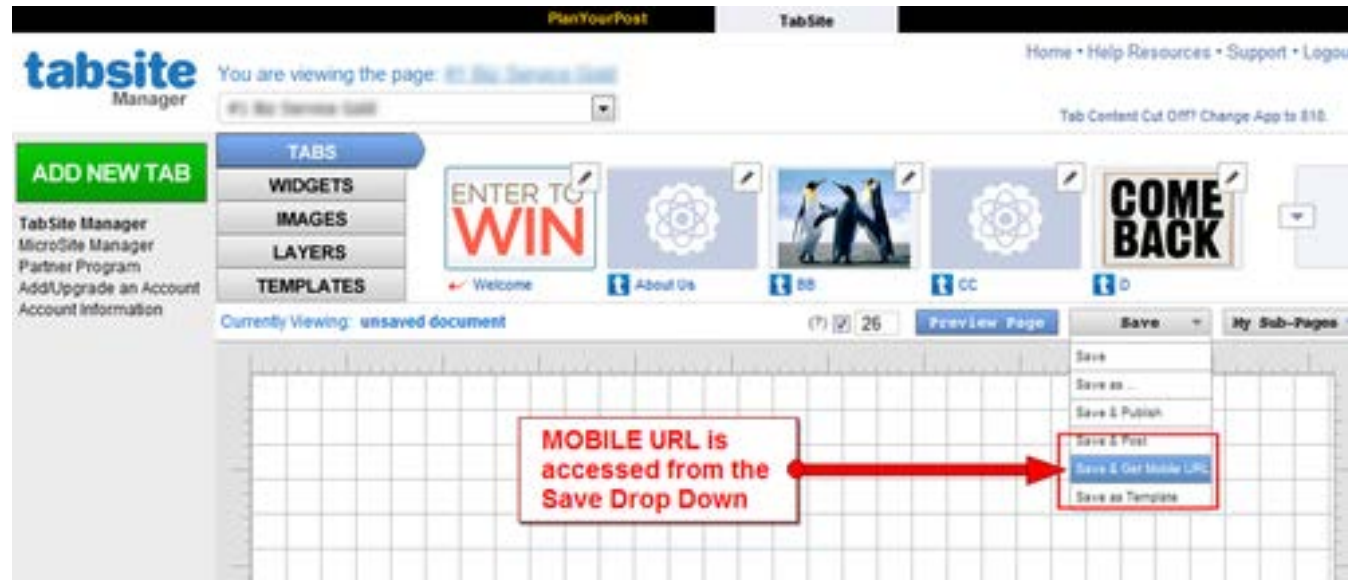 PlanYourPost
TabSite
tabsite
Manager
You are viewing the page:
Home • Help Resources • Support • Logou
Tab Content Cut Off? Change App to 810.
ADD NEW TAB
TabSite Manager
MicroSite Manager
Partner Program
Add/Upgrade an Account
Account Information
TABS
WIDGETS
IMAGES
LAYERS
TEMPLATES
ENTER TO
WIN
COME
BACK
Welcome
About Us
BB
CC
D
Currently Viewing: unsaved document
(?) 26
Preview Page
Save
My Sub-Pages
Save
Save as ...
Save & Publish
Save & Post
Save & Get Mobile URL
Save as Template
MOBILE URL is
accessed from the
Save Drop Down